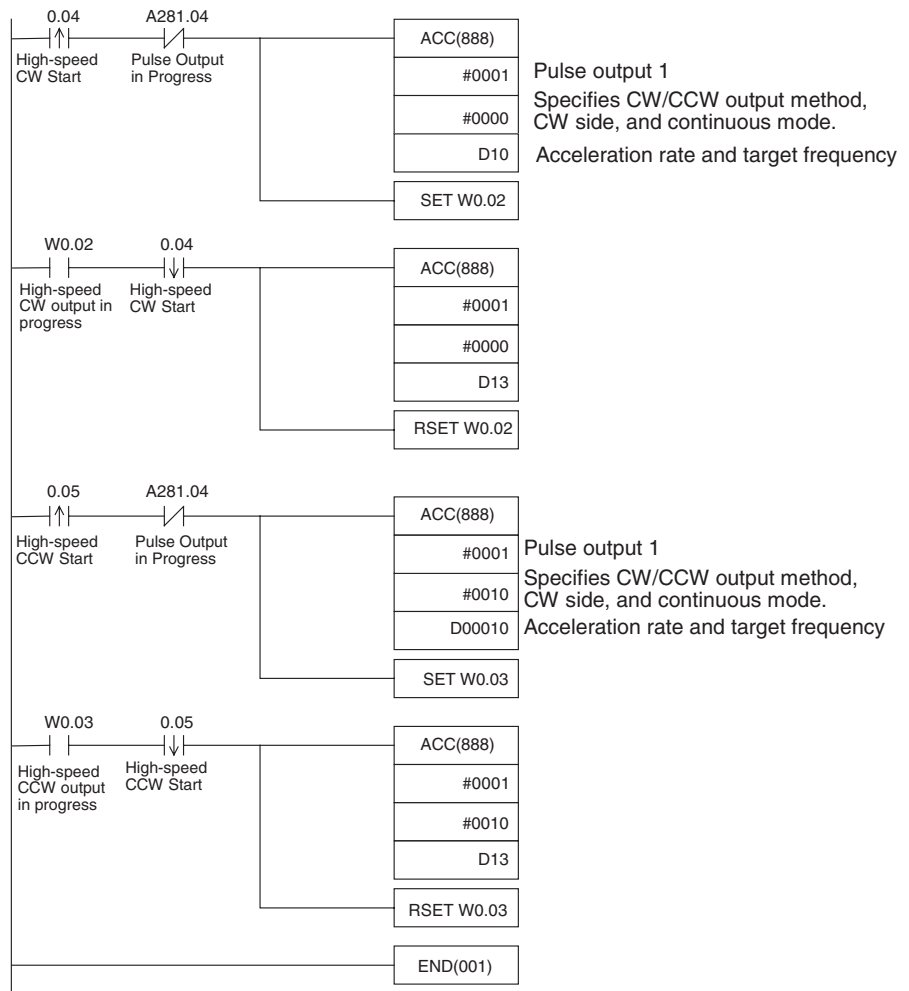 0.04 A281.04
High-speed
CW Start
Pulse Output
in Progress
ACC(888)
#0001 Pulse output 1
#0000 Specifies CW/CCW output method,
CW side, and continuous mode.
D10 Acceleration rate and target frequency
SET W0.02
W0.02 0.04
High-speed
CW output in
progress
High-speed
CW Start
ACC(888)
#0001
#0000
D13
RSET W0.02
0.05 A281.04
High-speed
CCW Start
Pulse Output
in Progress
ACC(888)
#0001 Pulse output 1
#0010 Specifies CW/CCW output method,
CW side, and continuous mode.
D00010 Acceleration rate and target frequency
SET W0.03
W0.03 0.05
High-speed
CCW output
in progress
High-speed
CCW Start
ACC(888)
#0001
#0010
D13
RSET W0.03
END(001)